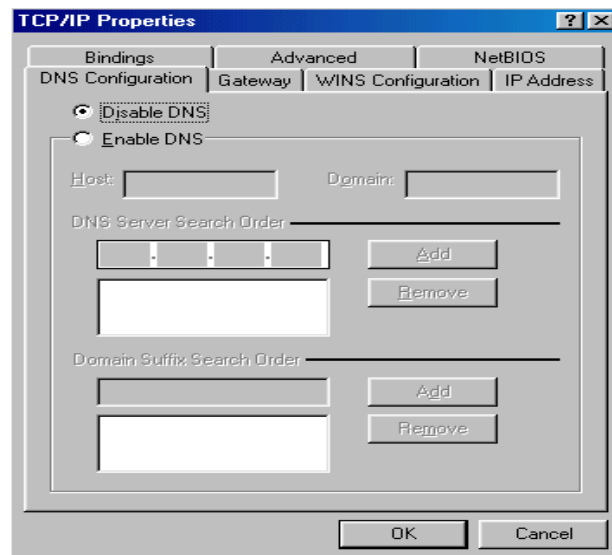 TCP/IP Properties
Bindings Advanced NetBIOS
DNS Configuration Gateway WINS Configuration IP Address
Disable DNS
Enable DNS
Host: Domain:
DNS Server Search Order
Add
Remove
Domain Suffix Search Order
Add
Remove
OK Cancel